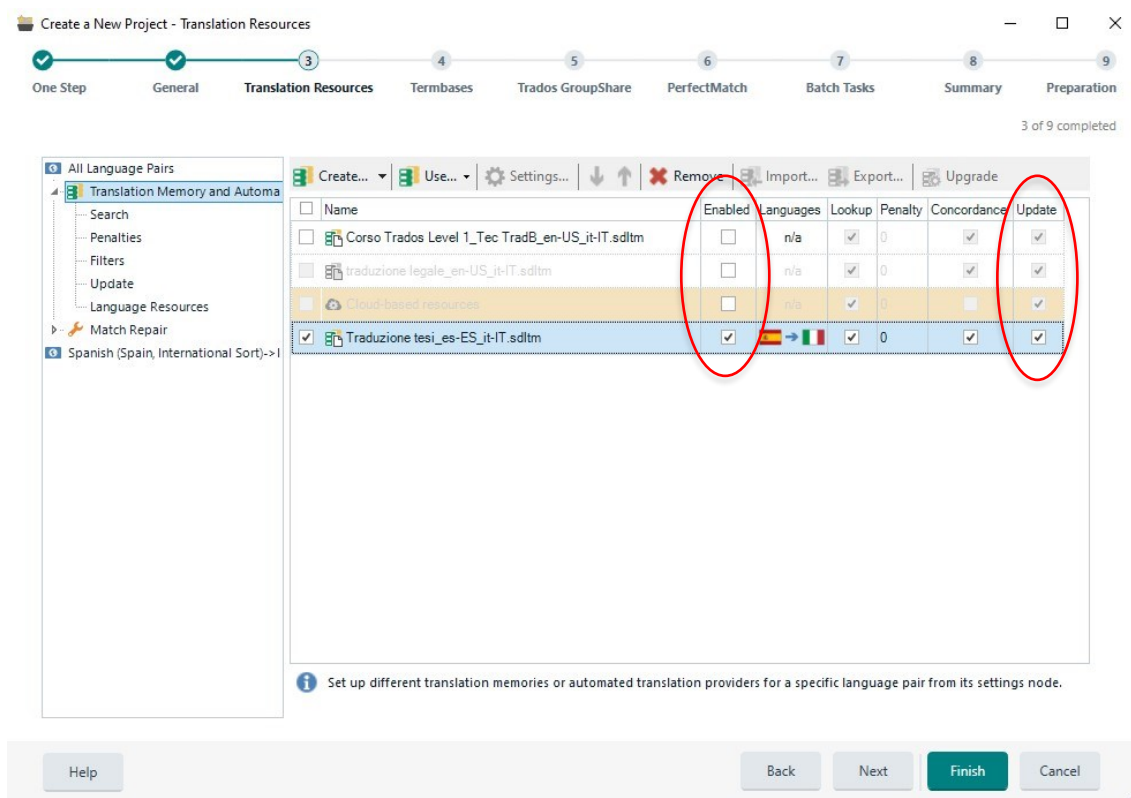 Create a New Project - Translation Resources
3 4 5 6 7 8 9
One Step General Translation Resources Termbases Trados GroupShare PerfectMatch Batch Tasks Summary Preparation
3 of 9 completed
All Language Pairs
Translation Memory and Automa
Search
Penalties
Filters
Update
Language Resources
Match Repair
Spanish (Spain, International Sort)->I
Create... Use... Settings... Remove Import... Export... Upgrade
Name Enabled Languages Lookup Penalty Concordance Update
Corso Trados Level 1_Tec TradB_en-US_it-IT.sdltm n/a 0
traduzione legale_en-US_it-IT.sdltm n/a 0
Cloud-based resources n/a 0
Traduzione tesi_es-ES_it-IT.sdltm 0
Set up different translation memories or automated translation providers for a specific language pair from its settings node.
Help Back Next Finish Cancel